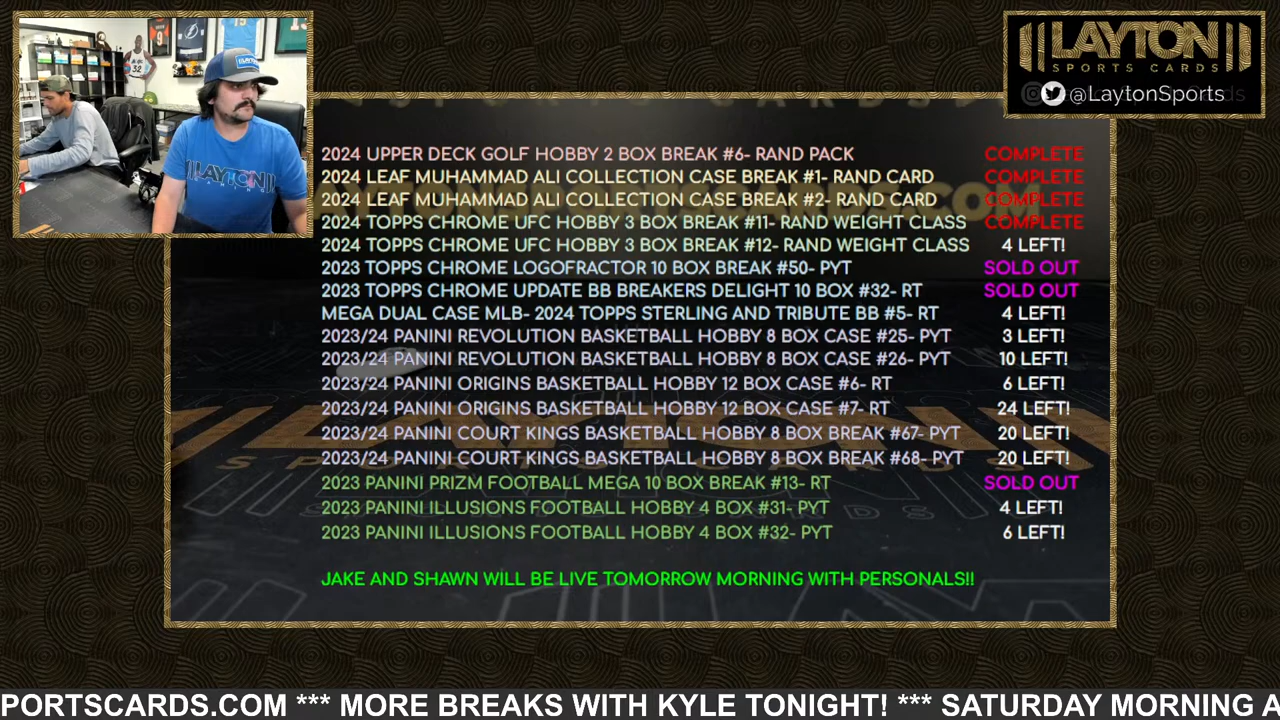 LAYTON
SPORTS CARDS
@LaytonSports
2024 UPPER DECK GOLF HOBBY 2 BOX BREAK #6- RAND PACK COMPLETE
2024 LEAF MUHAMMAD ALI COLLECTION CASE BREAK #1- RAND CARD COMPLETE
2024 LEAF MUHAMMAD ALI COLLECTION CASE BREAK #2- RAND CARD COMPLETE
2024 TOPPS CHROME UFC HOBBY 3 BOX BREAK #11- RAND WEIGHT CLASS COMPLETE
2024 TOPPS CHROME UFC HOBBY 3 BOX BREAK #12- RAND WEIGHT CLASS 4 LEFT!
2023 TOPPS CHROME LOGOFRACTOR 10 BOX BREAK #50- PYT SOLD OUT
2023 TOPPS CHROME UPDATE BB BREAKERS DELIGHT 10 BOX #32- RT SOLD OUT
MEGA DUAL CASE MLB- 2024 TOPPS STERLING AND TRIBUTE BB #5- RT 4 LEFT!
2023/24 PANINI REVOLUTION BASKETBALL HOBBY 8 BOX CASE #25- PYT 3 LEFT!
2023/24 PANINI REVOLUTION BASKETBALL HOBBY 8 BOX CASE #26- PYT 10 LEFT!
2023/24 PANINI ORIGINS BASKETBALL HOBBY 12 BOX CASE #6- RT 6 LEFT!
2023/24 PANINI ORIGINS BASKETBALL HOBBY 12 BOX CASE #7- RT 24 LEFT!
2023/24 PANINI COURT KINGS BASKETBALL HOBBY 8 BOX BREAK #67- PYT 20 LEFT!
2023/24 PANINI COURT KINGS BASKETBALL HOBBY 8 BOX BREAK #68- PYT 20 LEFT!
2023 PANINI PRIZM FOOTBALL MEGA 10 BOX BREAK #13- RT SOLD OUT
2023 PANINI ILLUSIONS FOOTBALL HOBBY 4 BOX #31- PYT 4 LEFT!
2023 PANINI ILLUSIONS FOOTBALL HOBBY 4 BOX #32- PYT 6 LEFT!
JAKE AND SHAWN WILL BE LIVE TOMORROW MORNING WITH PERSONALS!!
PORTSCARDS.COM *** MORE BREAKS WITH KYLE TONIGHT! *** SATURDAY MORNING A